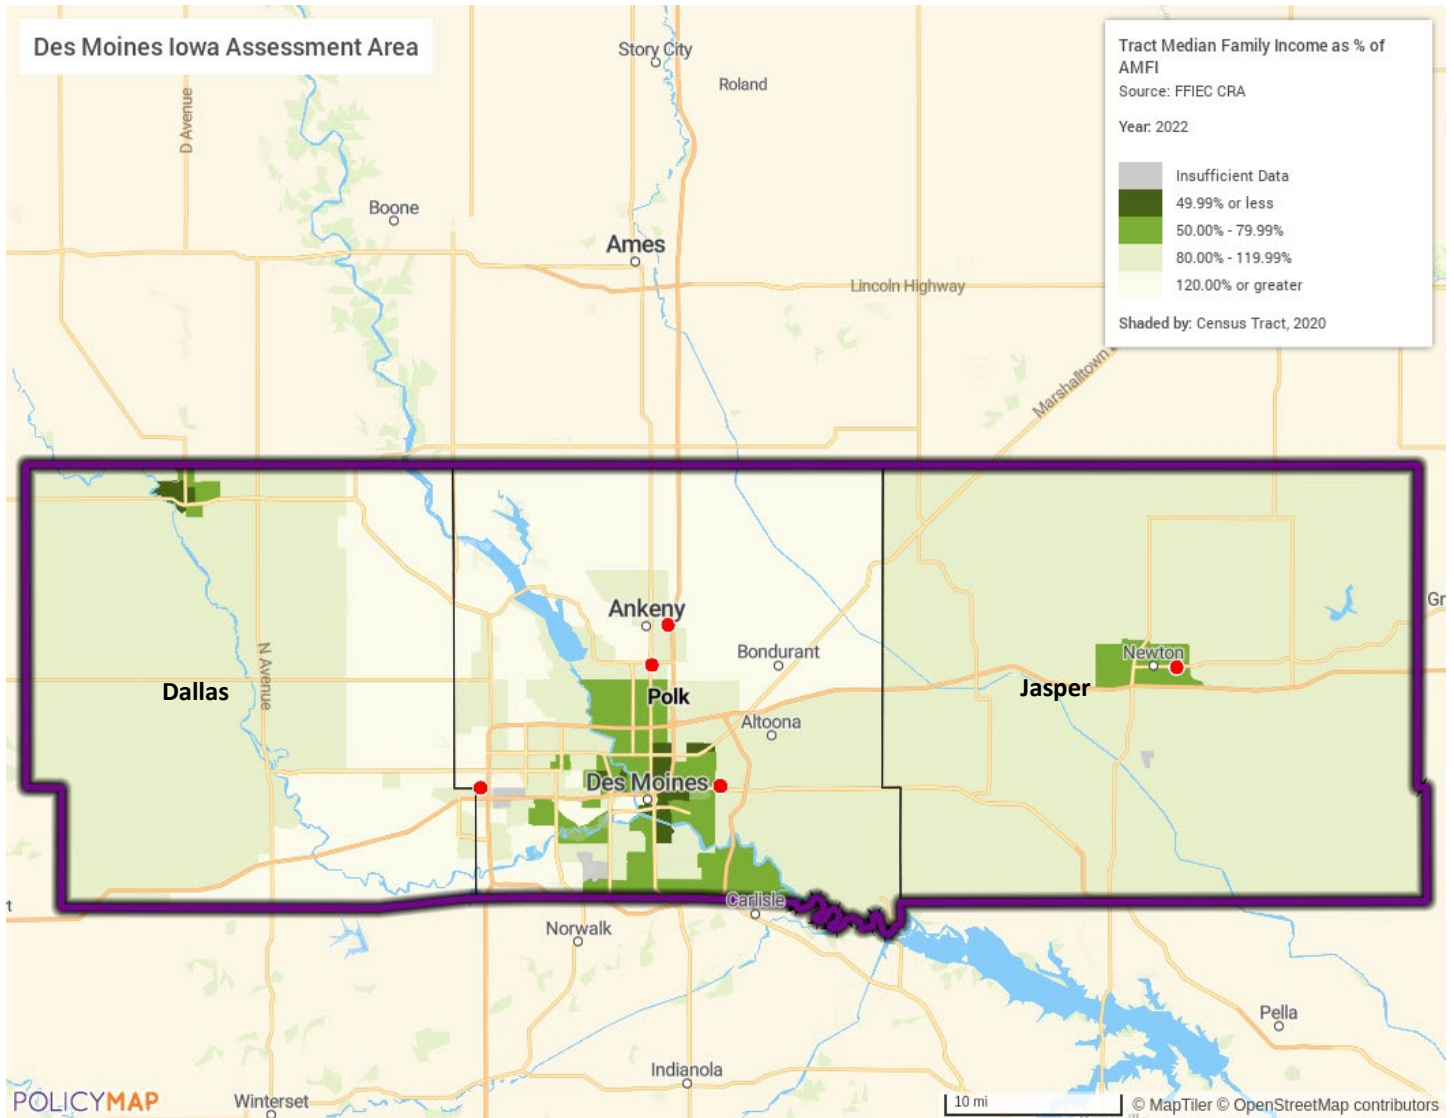 Des Moines Iowa Assessment Area
Tract Median Family Income as % of
AMFI
Source: FFIEC CRA
Year: 2022
Insufficient Data
49.99% or less
50.00% - 79.99%
80.00% - 119.99%
120.00% or greater
Shaded by: Census Tract, 2020
Story City
Roland
D Avenue
Boone
Ames
Lincoln Highway
Marshalltown
Ankeny
Bondurant
Newton
Gr
N Avenue
Dallas
Polk
Jasper
Altoona
Des Moines
Carlisle
t
Norwalk
Pella
Indianola
Winterset
POLICYMAP
10 mi
© MapTiler © OpenStreetMap contributors